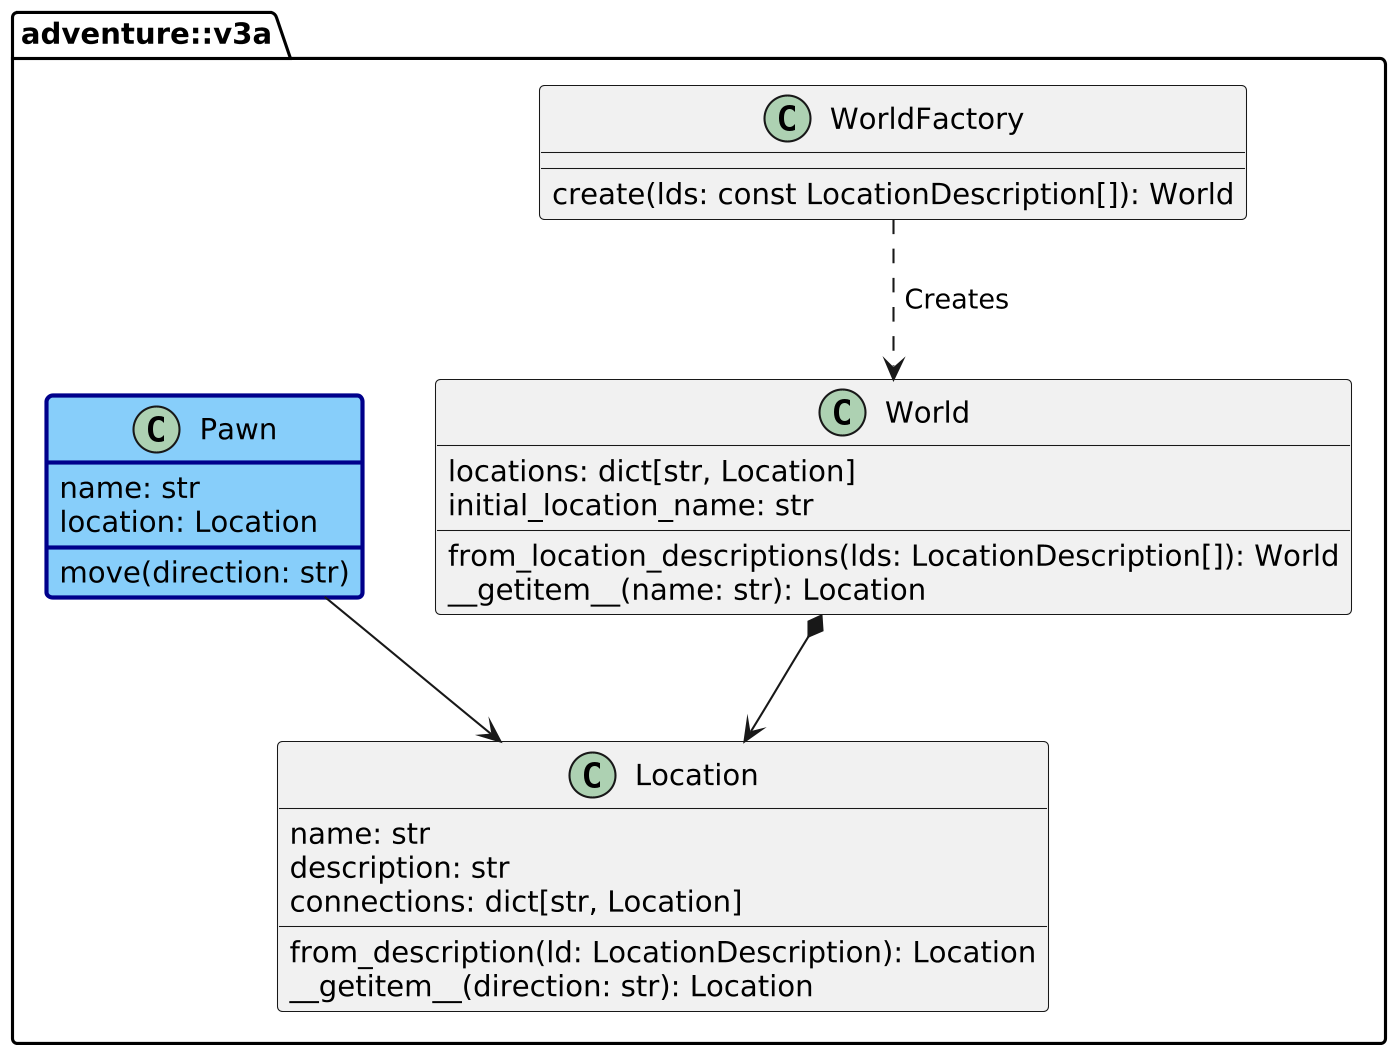 adventure::v3a
C WorldFactory
create(lds: const LocationDescription[]): World
Creates
C Pawn
name: str
location: Location
move(direction: str)
C World
locations: dict[str, Location]
initial_location_name: str
from_location_descriptions(lds: LocationDescription[]): World
__getitem__(name: str): Location
C Location
name: str
description: str
connections: dict[str, Location]
from_description(ld: LocationDescription): Location
__getitem__(direction: str): Location